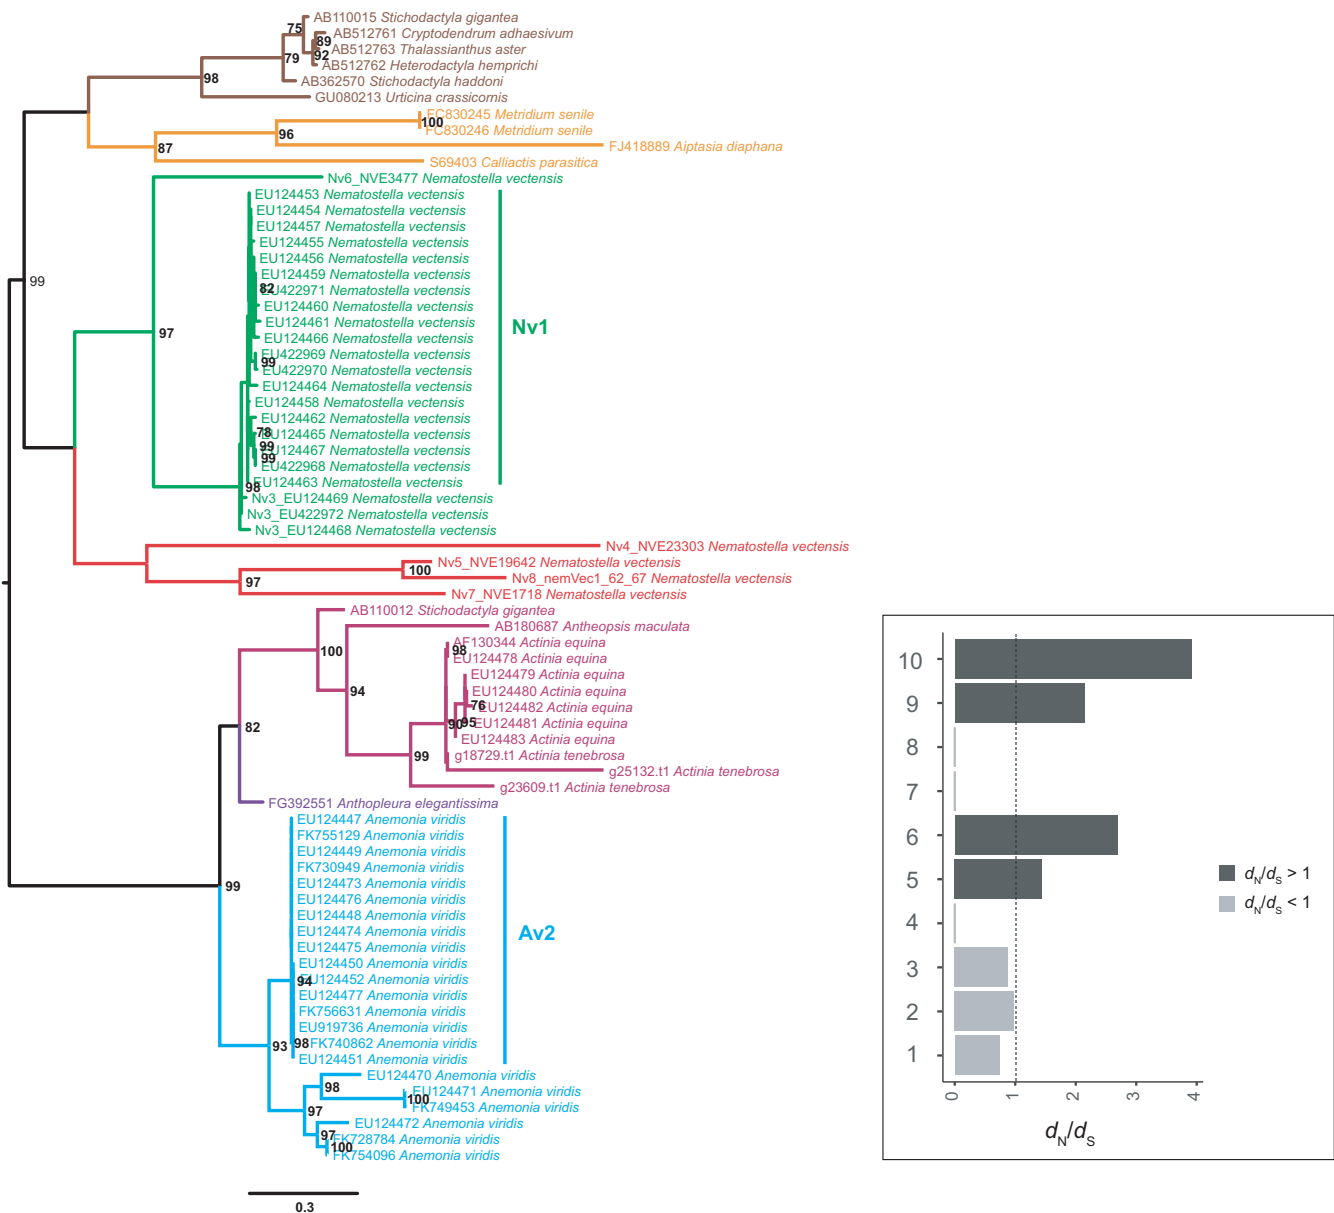 AB110015 Stichodactyla gigantea
75
AB512761 Cryptodendrum adhaesivum
89
AB512763 Thalassianthus aster
92
79
AB512762 Heterodactyla hemprichi
98
AB362570 Stichodactyla haddoni
GU080213 Urticina crassicornis
FC830245 Metridium senile
100
FC830246 Metridium senile
96
FJ418889 Aiptasia diaphana
87
S69403 Calliactis parasitica
Nv6_NVE3477 Nematostella vectensis
EU124453 Nematostella vectensis
EU124454 Nematostella vectensis
EU124457 Nematostella vectensis
EU124455 Nematostella vectensis
EU124456 Nematostella vectensis
EU124459 Nematostella vectensis
99
82
EU422971 Nematostella vectensis
EU124460 Nematostella vectensis
EU124461 Nematostella vectensis
Nv1
97
EU124466 Nematostella vectensis
EU422969 Nematostella vectensis
99
EU422970 Nematostella vectensis
EU124464 Nematostella vectensis
EU124458 Nematostella vectensis
EU124462 Nematostella vectensis
78
EU124465 Nematostella vectensis
99
EU124467 Nematostella vectensis
99
EU422968 Nematostella vectensis
98
EU124463 Nematostella vectensis
Nv3_EU124469 Nematostella vectensis
Nv3_EU422972 Nematostella vectensis
Nv3_EU124468 Nematostella vectensis
Nv4_NVE23303 Nematostella vectensis
Nv5_NVE19642 Nematostella vectensis
100
Nv8_nemVec1_62_67 Nematostella vectensis
97
Nv7_NVE1718 Nematostella vectensis
AB110012 Stichodactyla gigantea
AB180687 Antheopsis maculata
AF130344 Actinia equina
98
100
EU124478 Actinia equina
EU124479 Actinia equina
94
EU124480 Actinia equina
76
EU124482 Actinia equina
90
95
EU124481 Actinia equina
82
EU124483 Actinia equina
99
g18729.t1 Actinia tenebrosa
g25132.t1 Actinia tenebrosa
g23609.t1 Actinia tenebrosa
FG392551 Anthopleura elegantissima
EU124447 Anemonia viridis
FK755129 Anemonia viridis
EU124449 Anemonia viridis
FK730949 Anemonia viridis
99
EU124473 Anemonia viridis
EU124476 Anemonia viridis
EU124448 Anemonia viridis
EU124474 Anemonia viridis
Av2
EU124475 Anemonia viridis
EU124450 Anemonia viridis
94
EU124452 Anemonia viridis
EU124477 Anemonia viridis
FK756631 Anemonia viridis
EU919736 Anemonia viridis
93
98
FK740862 Anemonia viridis
EU124451 Anemonia viridis
EU124470 Anemonia viridis
98
EU124471 Anemonia viridis
100
97
FK749453 Anemonia viridis
EU124472 Anemonia viridis
97
FK728784 Anemonia viridis
100
FK754096 Anemonia viridis
0.3
10
9
8
7
6
5
4
3
2
1
0 1 2 3 4
dN/dS
dN/dS > 1
dN/dS < 1